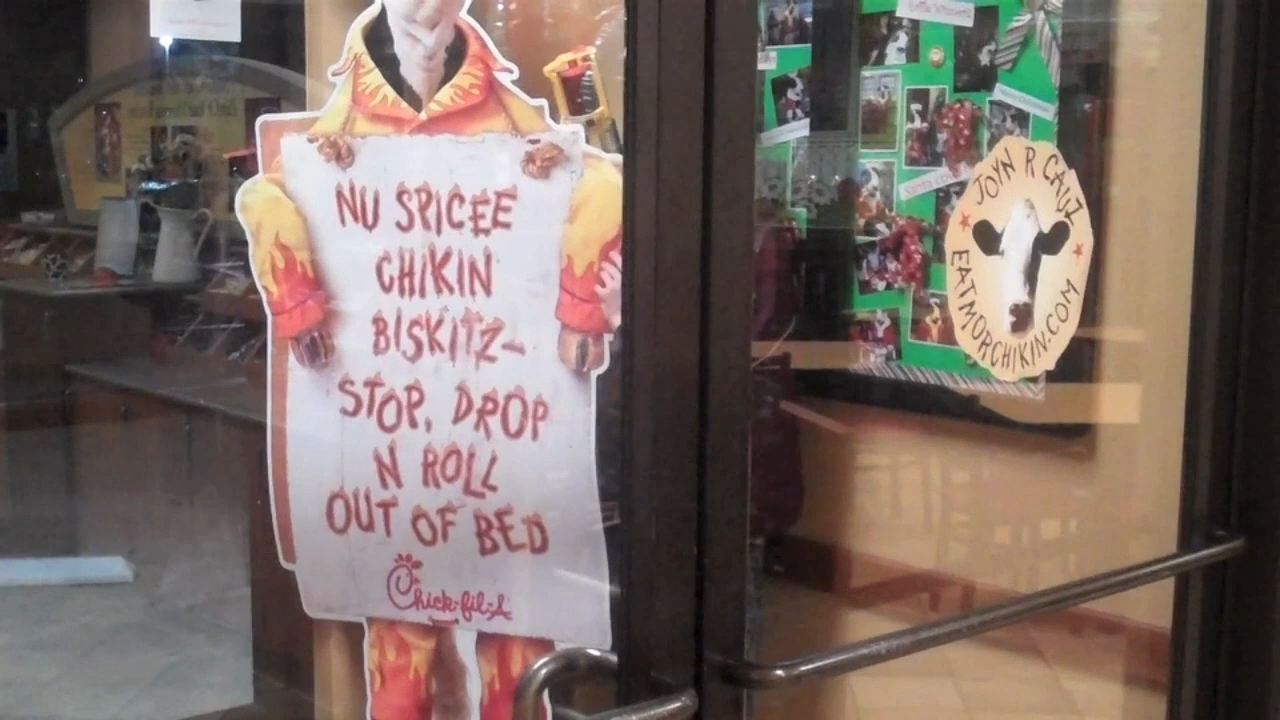 NU SPICEE
CHIKIN
BISKITZ-
STOP, DROP
N ROLL
OUT OF BED
Chick-fil-A
JOYN R CAUZ
EATMORCHIKIN.COM